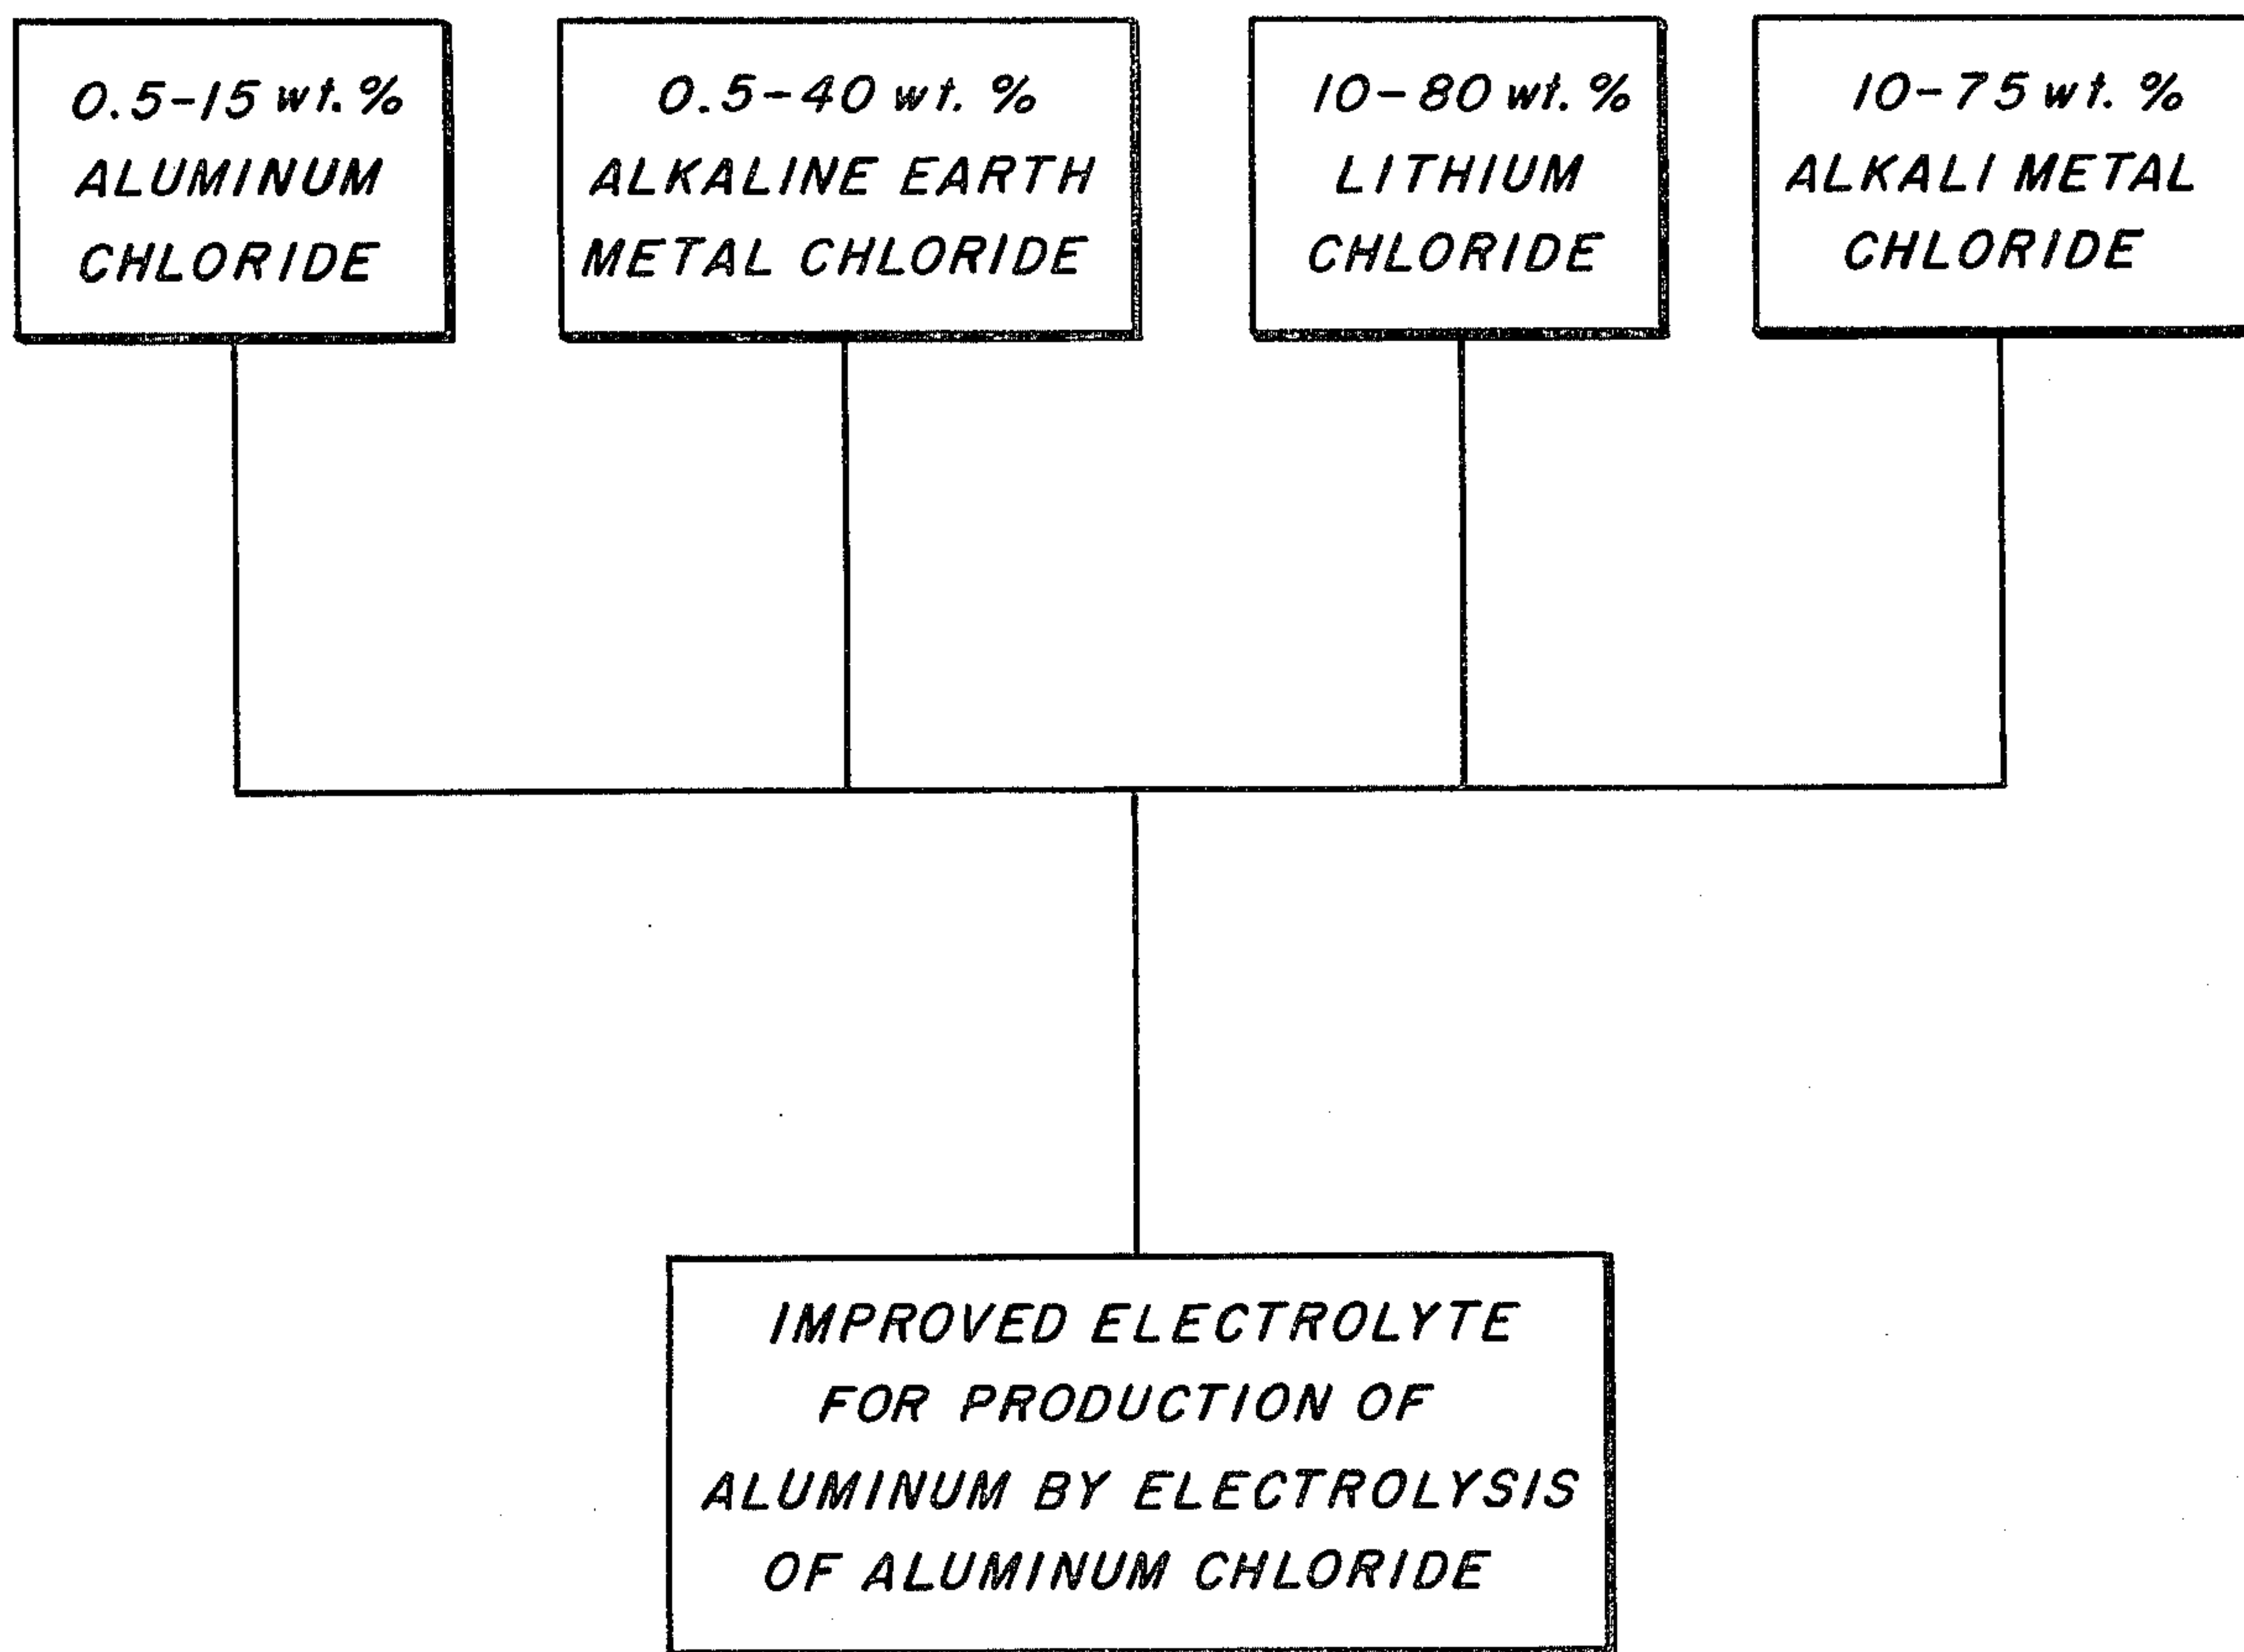 0.5-15 wt. %
ALUMINUM
CHLORIDE
0.5-40 wt. %
ALKALINE EARTH
METAL CHLORIDE
10-80 wt. %
LITHIUM
CHLORIDE
10-75 wt. %
ALKALI METAL
CHLORIDE
IMPROVED ELECTROLYTE
FOR PRODUCTION OF
ALUMINUM BY ELECTROLYSIS
OF ALUMINUM CHLORIDE